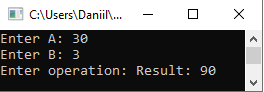 C:\Users\Daniil\...
Enter A: 30
Enter B: 3
Enter operation: Result: 90